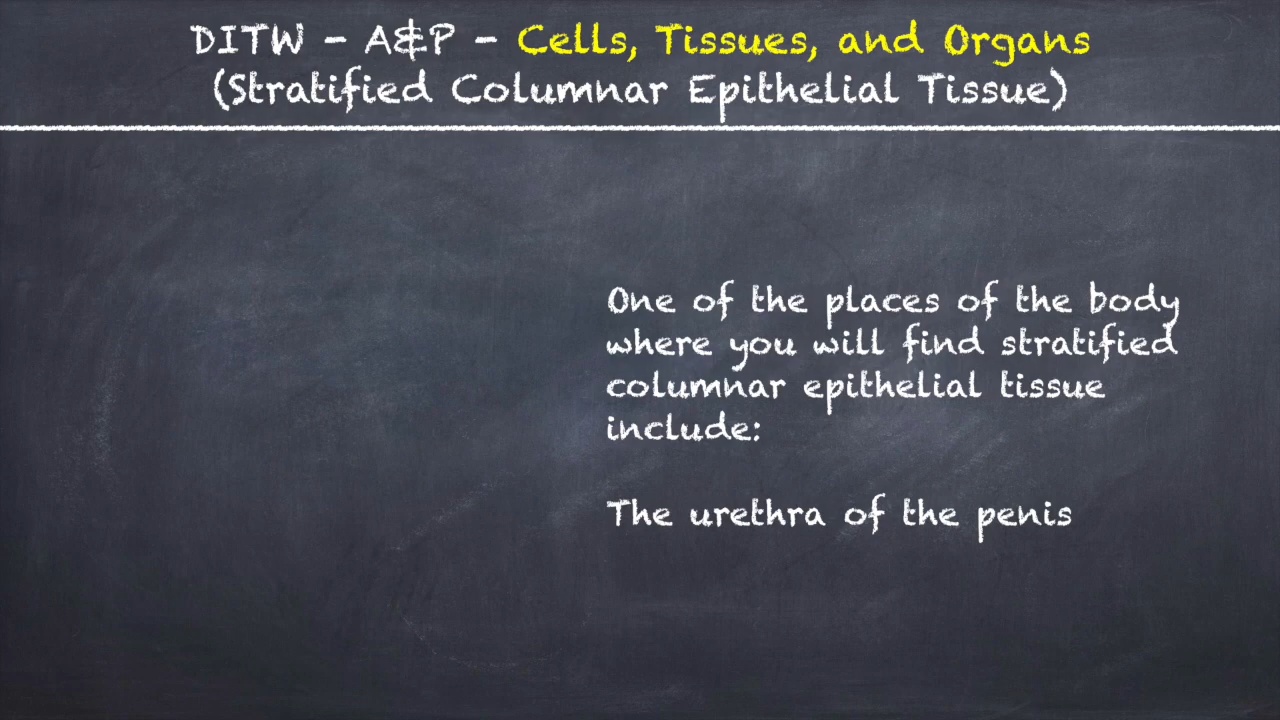 DITW - A&P - Cells, Tissues, and Organs
(Stratified Columnar Epithelial Tissue)
One of the places of the body
where you will find stratified
columnar epithelial tissue
include:
The urethra of the penis